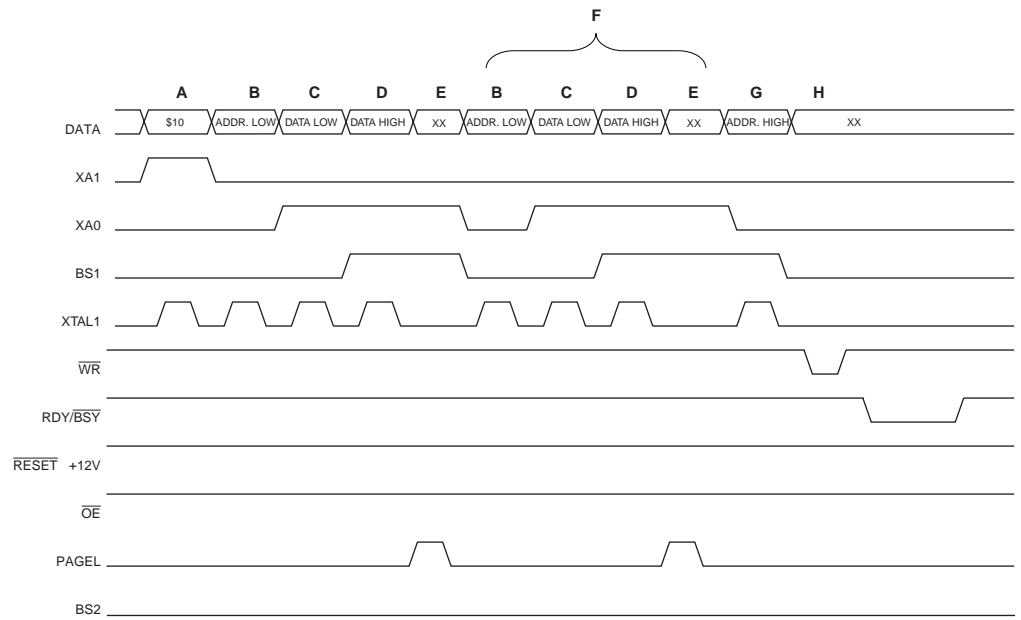 F
A B C D E B C D E G H
DATA $10 ADDR. LOW DATA LOW DATA HIGH XX ADDR. LOW DATA LOW DATA HIGH XX ADDR. HIGH XX
XA1
XA0
BS1
XTAL1
WR
RDY/BSY
RESET +12V
OE
PAGEL
BS2